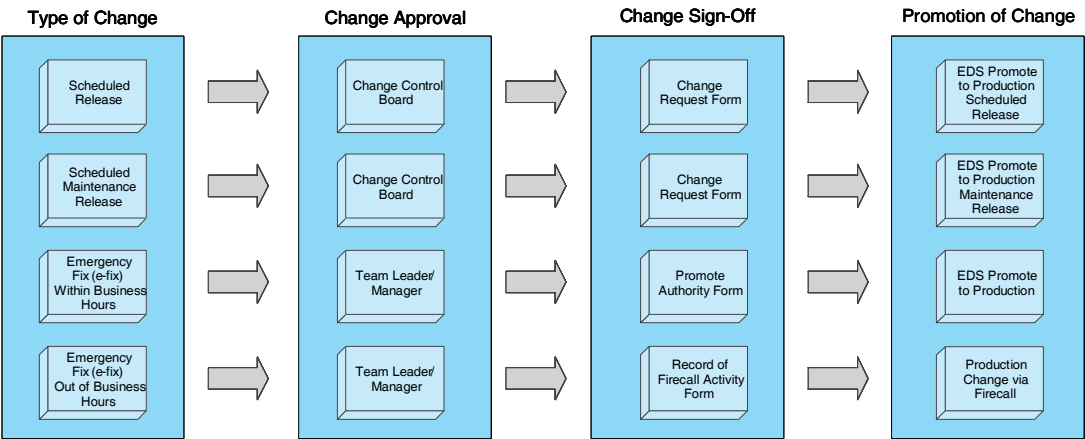 Type of Change
Change Approval
Change Sign-Off
Promotion of Change
Scheduled
Release
Change Control
Board
Change
Request Form
EDS Promote
to Production
Scheduled
Release
Scheduled
Maintenance
Release
Change Control
Board
Change
Request Form
EDS Promote
to Production
Maintenance
Release
Emergency
Fix (e-fix)
Within Business
Hours
Team Leader/
Manager
Promote
Authority Form
EDS Promote
to Production
Emergency
Fix (e-fix)
Out of Business
Hours
Team Leader/
Manager
Record of
Firecall Activity
Form
Production
Change via
Firecall